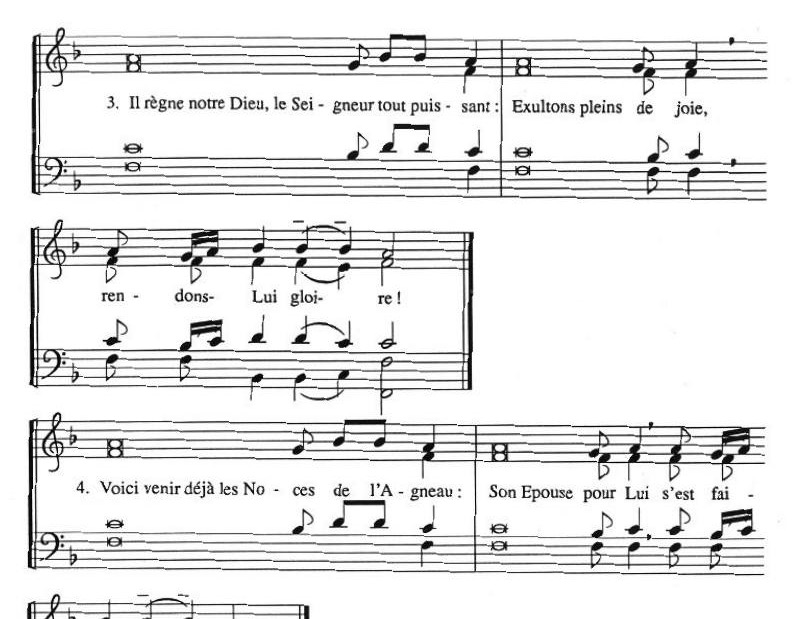 3. Il règne notre Dieu, le Sei - gneur tout puis - sant : Exultons pleins de joie,
ren - dons- Lui gloi- re !
4. Voici venir déjà les No - ces de l'A - gneau : Son Epouse pour Lui s'est fai -